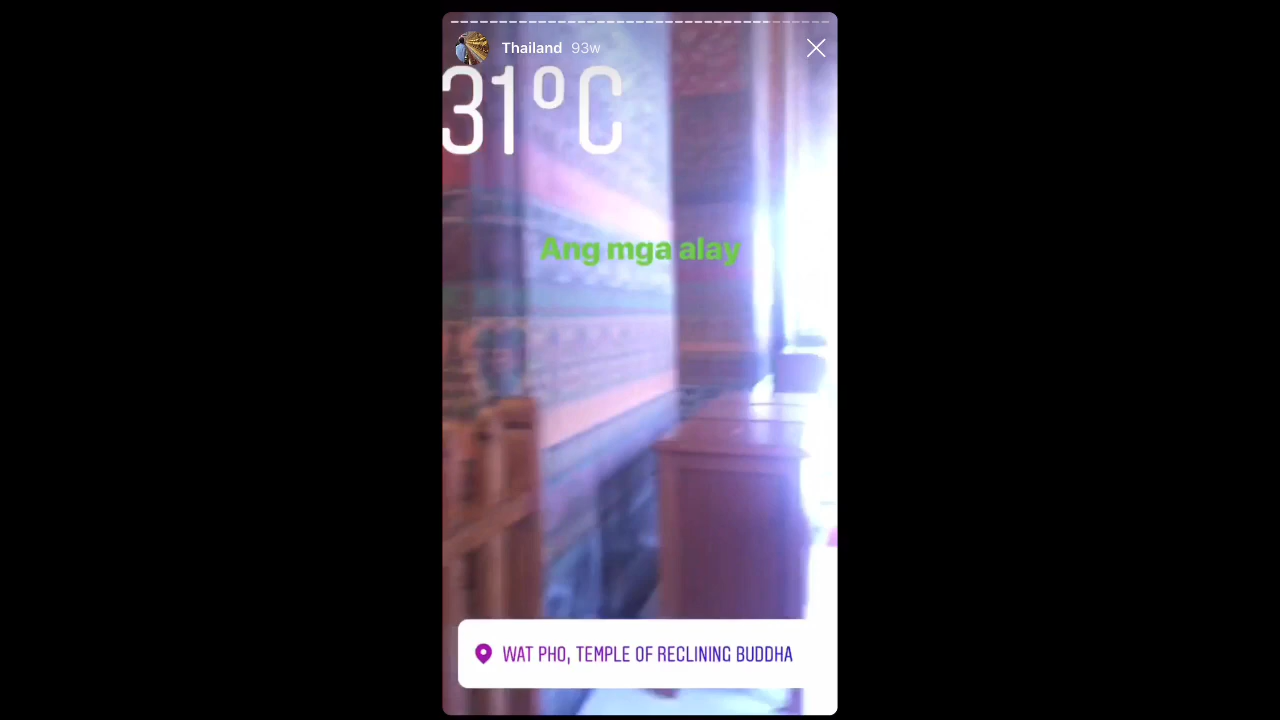 Thailand 93w
31°C
Ang mga alay
WAT PHO, TEMPLE OF RECLINING BUDDHA